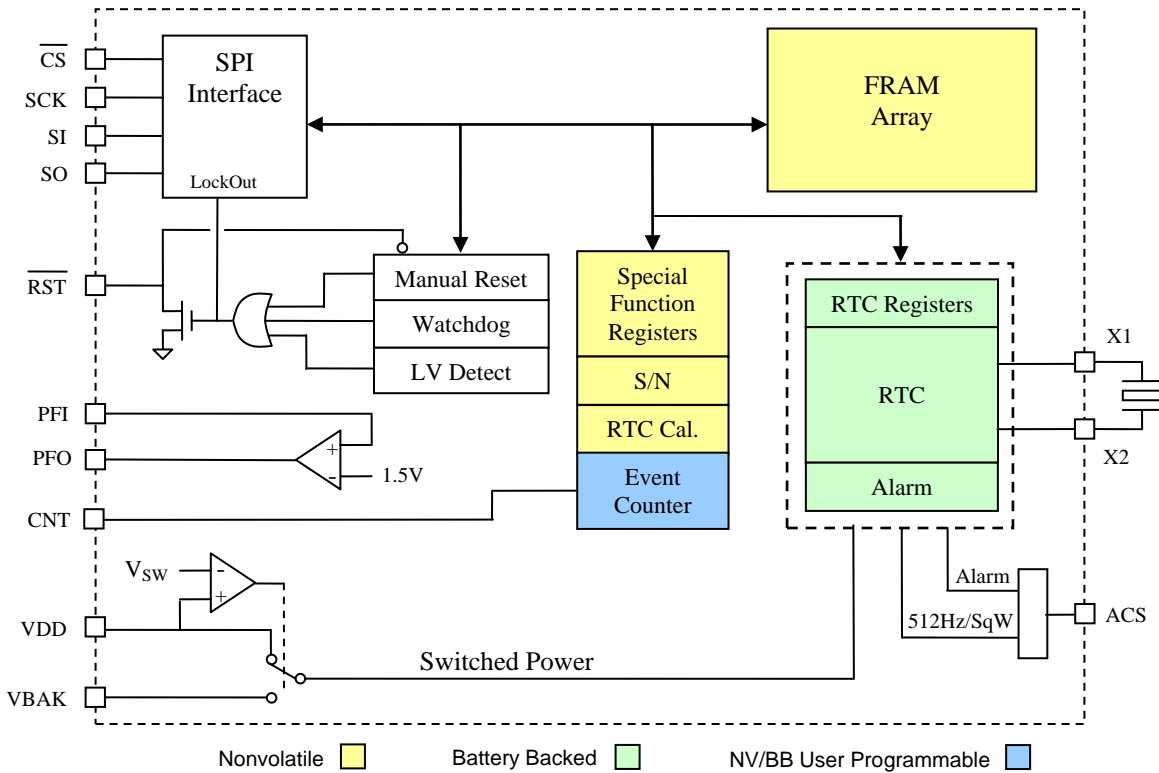 CS
SCK
SI
SO
SPI
Interface
LockOut
FRAM
Array
RST
Manual Reset
Watchdog
LV Detect
Special
Function
Registers
S/N
RTC Cal.
Event
Counter
RTC Registers
RTC
Alarm
X1
X2
PFI
PFO
+
-
1.5V
CNT
VSW
-
+
VDD
VBAK
Switched Power
Alarm
512Hz/SqW
ACS
Nonvolatile
Battery Backed
NV/BB User Programmable